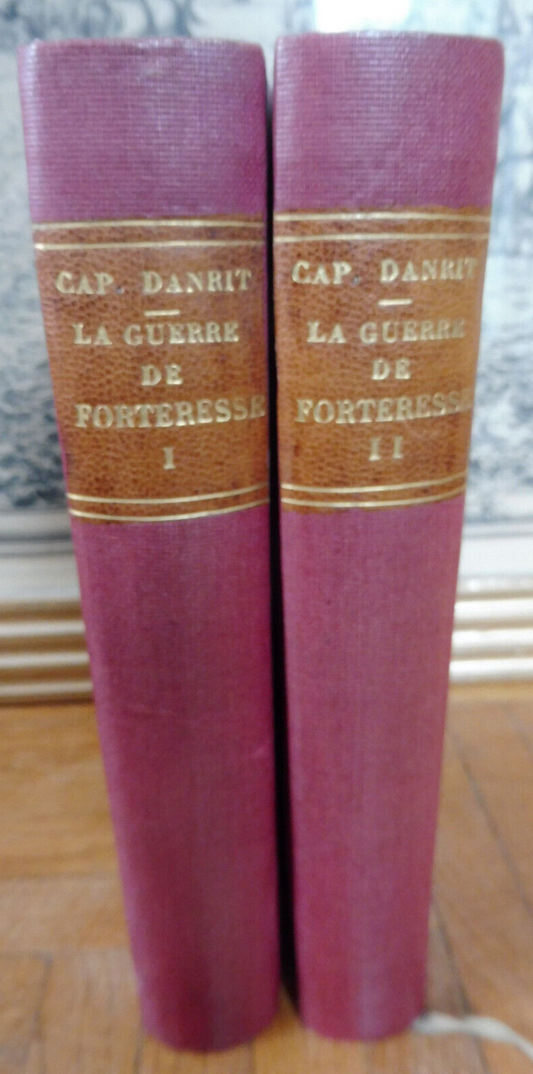 CAP. DANRIT
LA GUERRE
DE
FORTERESSE
I
CAP. DANRIT
LA GUERRE
DE
FORTERESSE
II